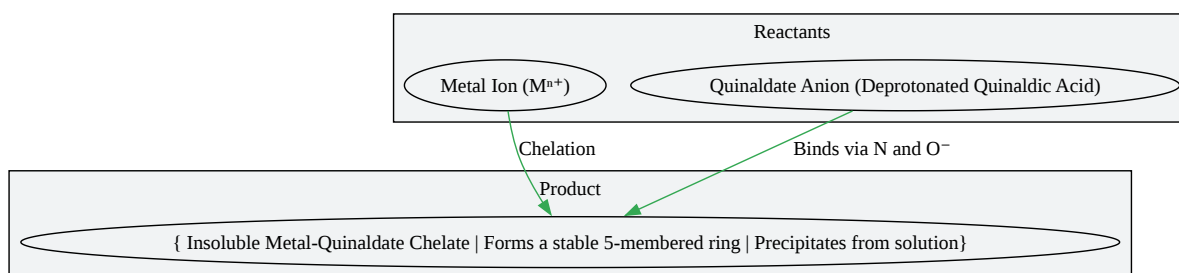 Reactants
Metal Ion (Mⁿ⁺)
Quinaldate Anion (Deprotonated Quinaldic Acid)
Chelation
Binds via N and O⁻
Product
{ Insoluble Metal-Quinaldate Chelate | Forms a stable 5-membered ring | Precipitates from solution}